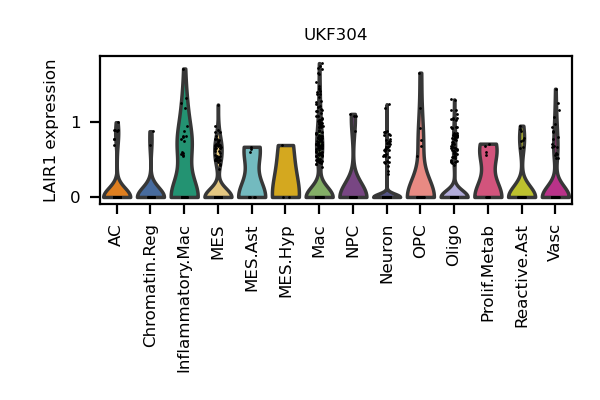 UKF304
LAIR1 expression
1
0
AC
Chromatin.Reg
Inflammatory.Mac
MES
MES.Ast
MES.Hyp
Mac
NPC
Neuron
OPC
Oligo
Prolif.Metab
Reactive.Ast
Vasc